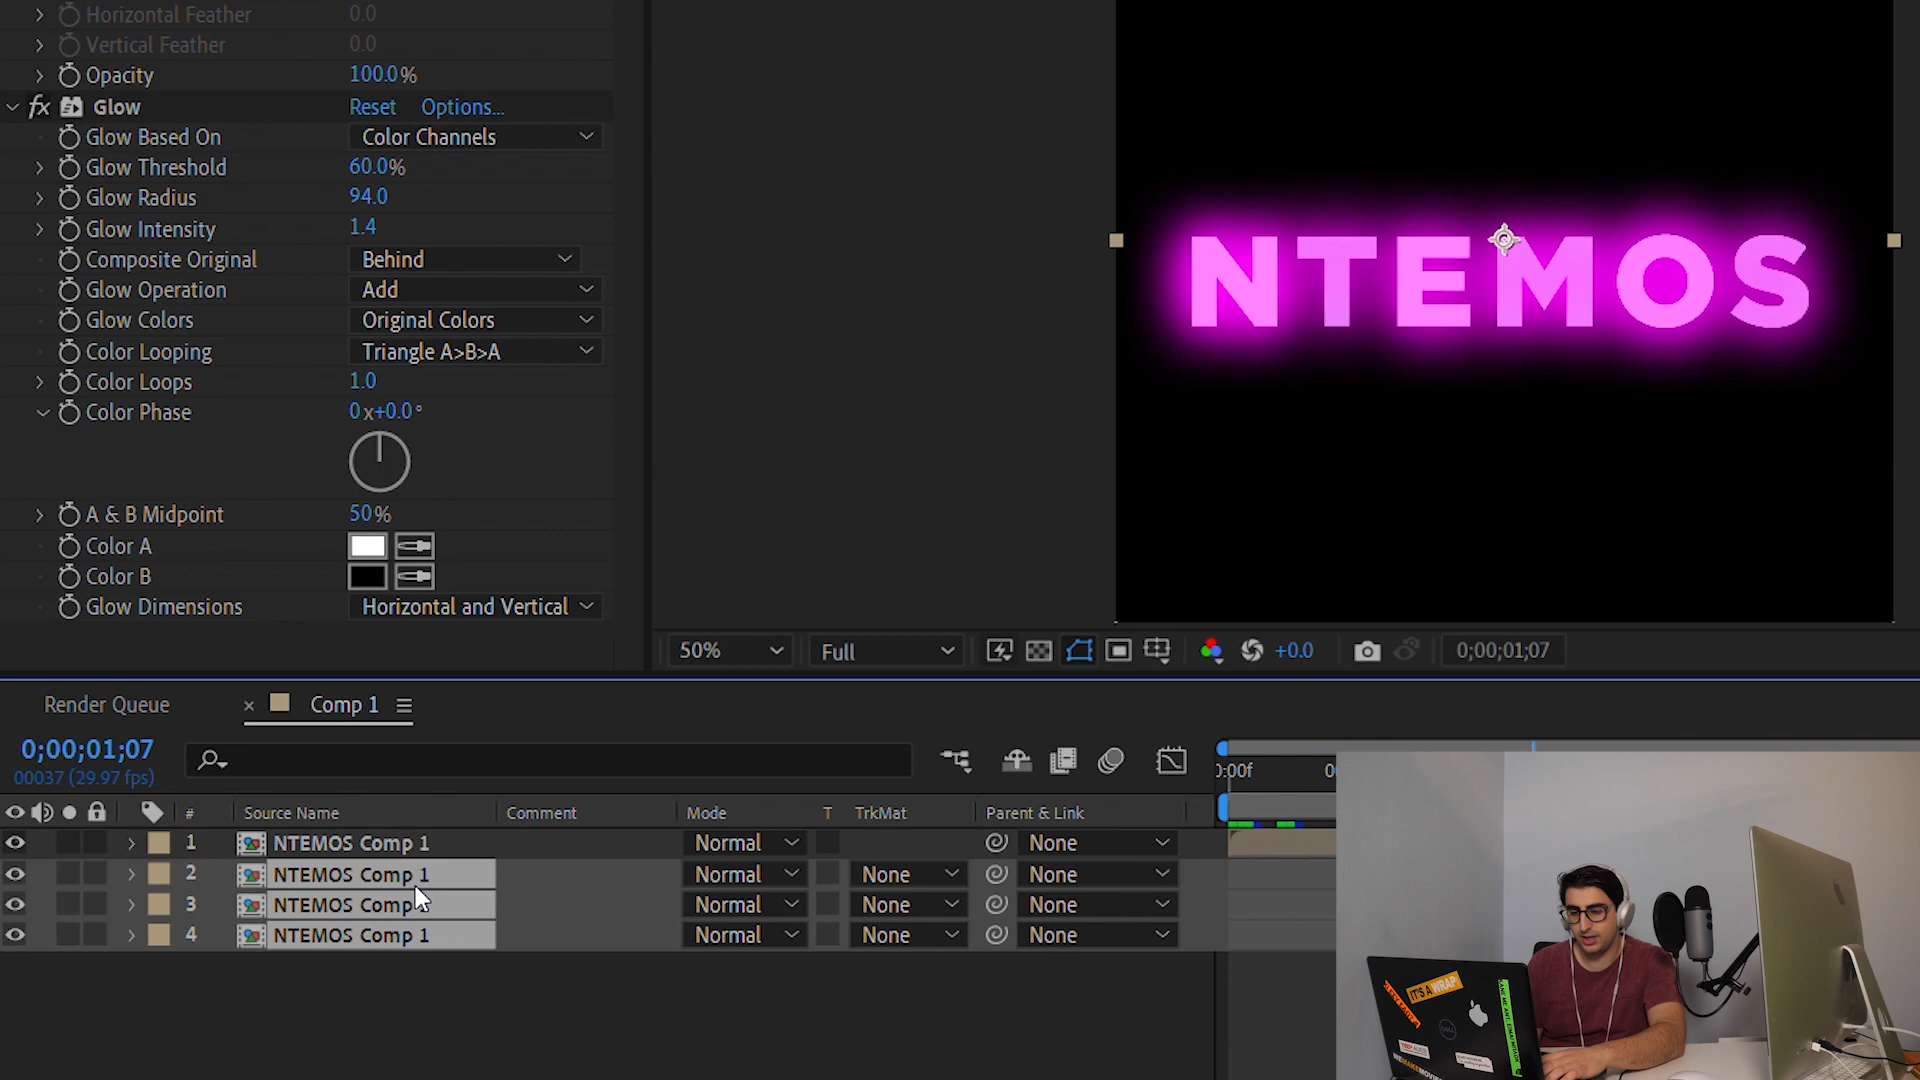 Horizontal Feather 0.0
Vertical Feather 0.0
Opacity 100.0%
fx Glow Reset Options...
Glow Based On Color Channels
Glow Threshold 60.0%
Glow Radius 94.0
Glow Intensity 1.4
Composite Original Behind
Glow Operation Add
Glow Colors Original Colors
Color Looping Triangle A>B>A
Color Loops 1.0
Color Phase 0x+0.0°
A & B Midpoint 50%
Color A
Color B
Glow Dimensions Horizontal and Vertical
NTEMOS
50% Full +0.0 0;00;01;07
Render Queue × Comp 1
0;00;01;07
00037 (29.97 fps)
# Source Name Comment Mode T TrkMat Parent & Link
1 NTEMOS Comp 1 Normal None
2 NTEMOS Comp 1 Normal None None
3 NTEMOS Comp Normal None None
4 NTEMOS Comp 1 Normal None None
IT'S A WRAP
DELL